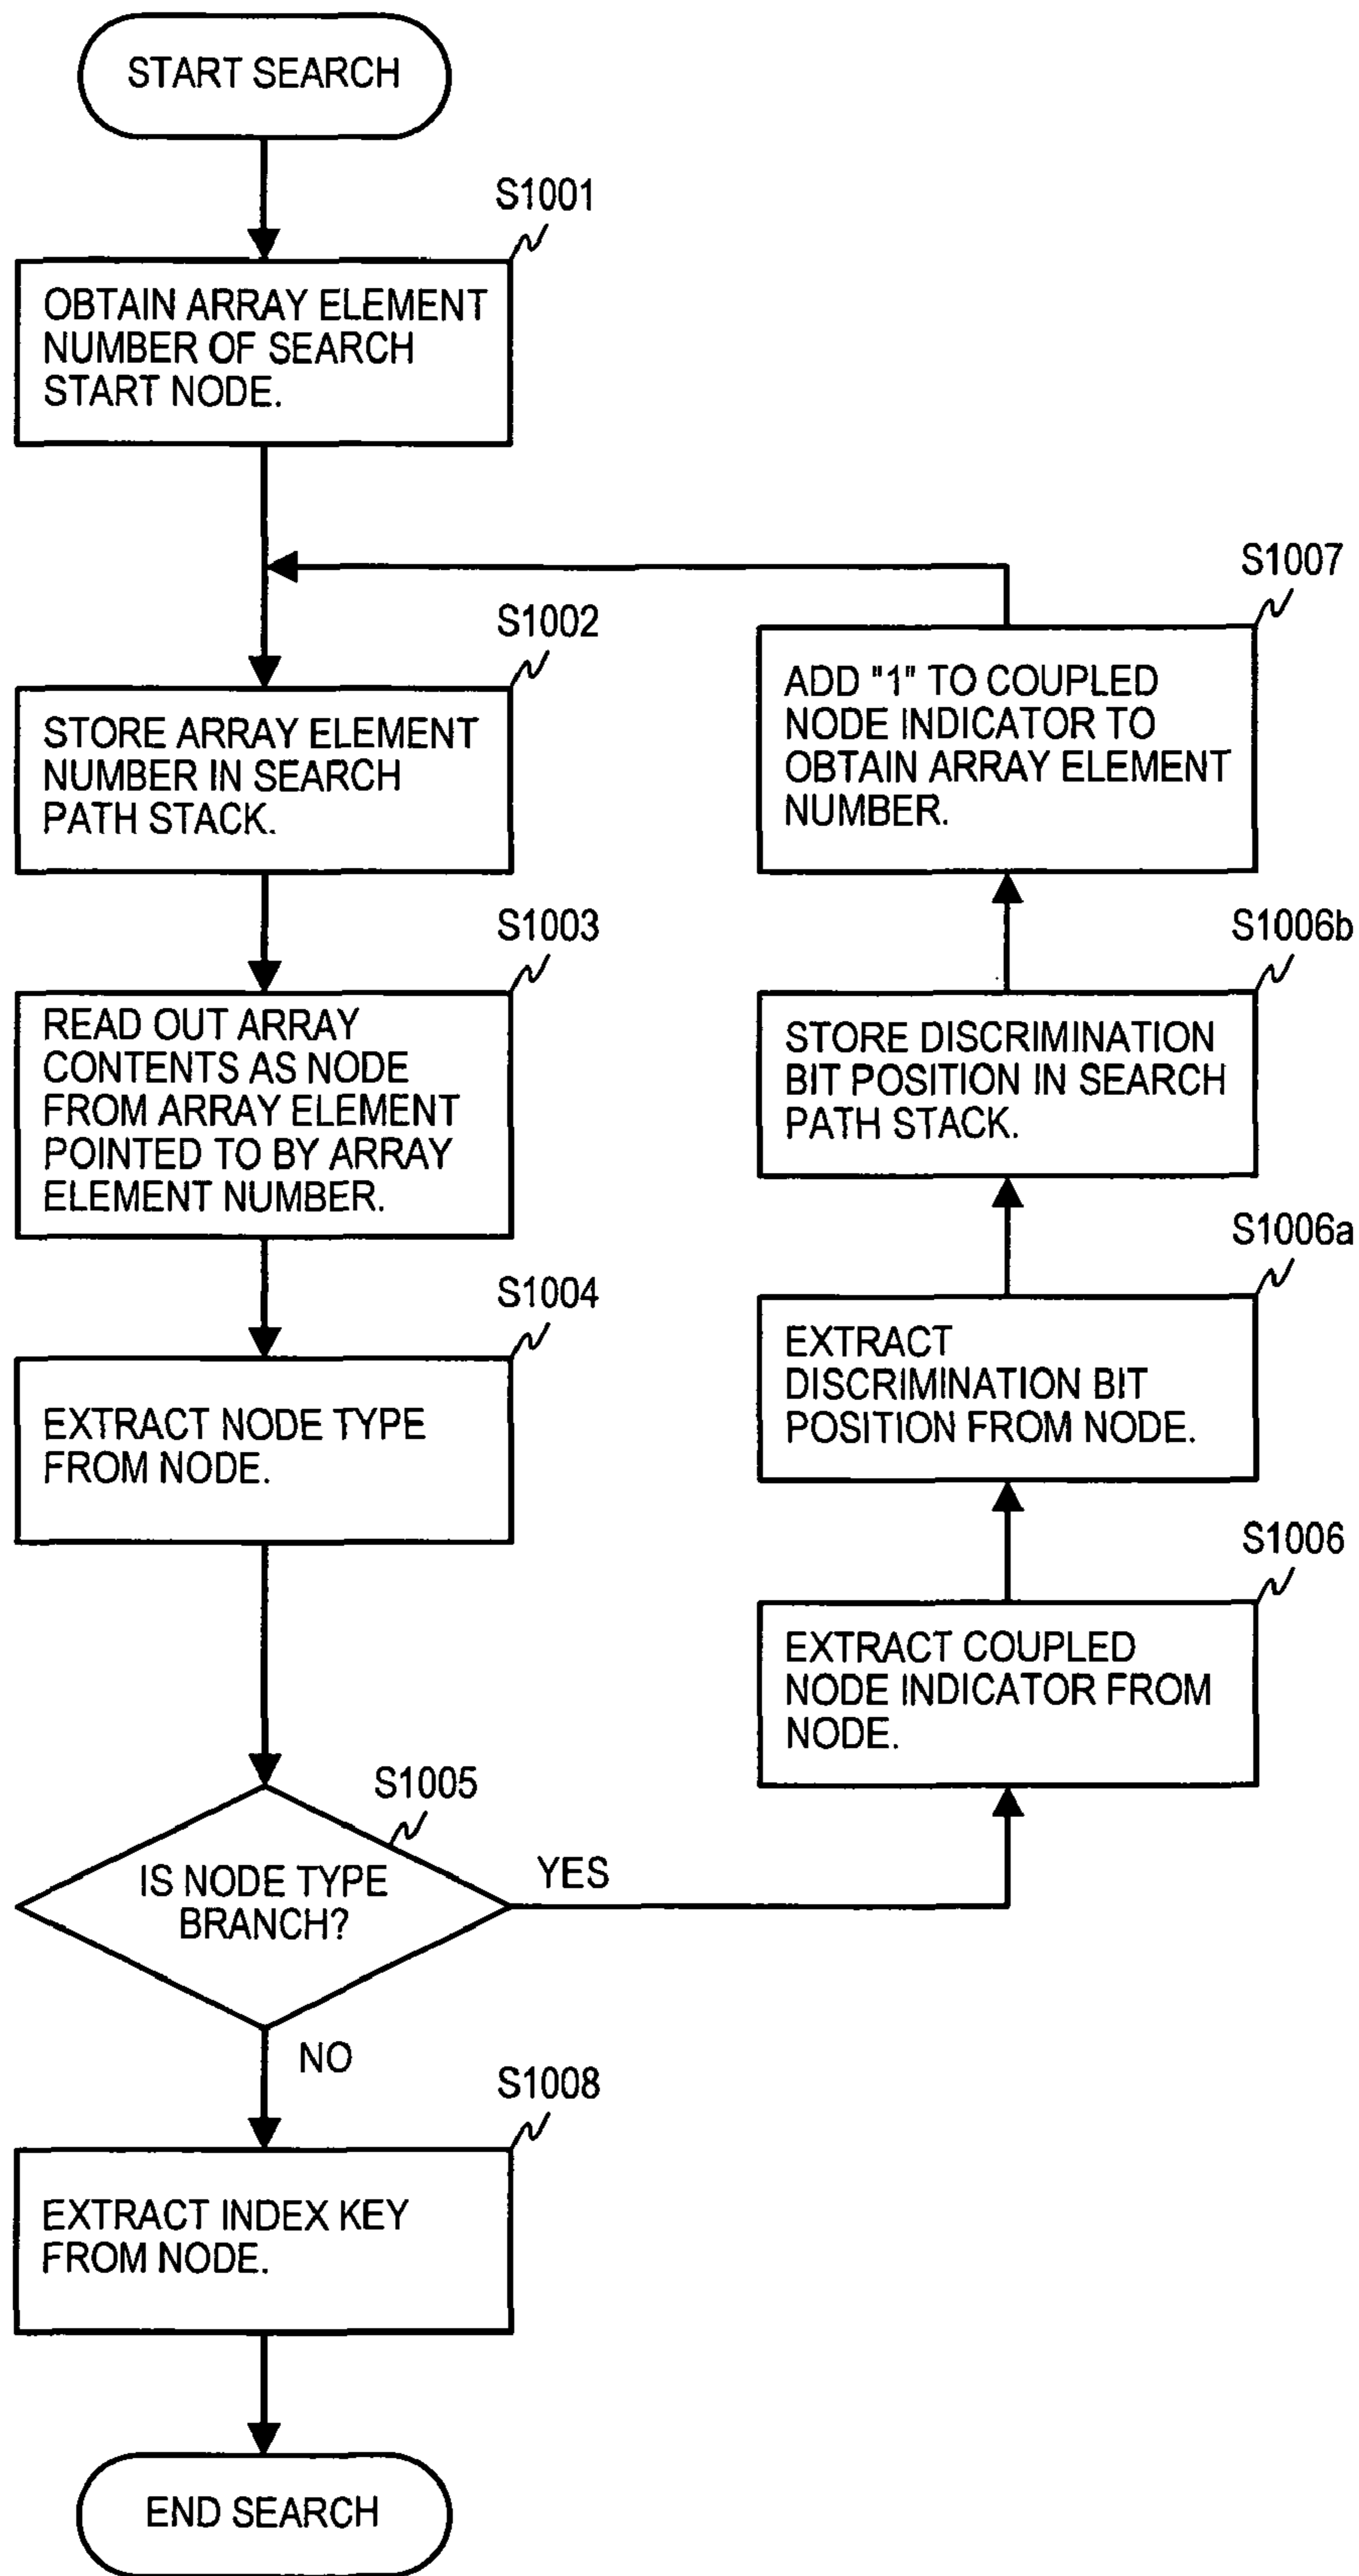 START SEARCH
S1001
OBTAIN ARRAY ELEMENT
NUMBER OF SEARCH
START NODE.
S1002
STORE ARRAY ELEMENT
NUMBER IN SEARCH
PATH STACK.
S1003
READ OUT ARRAY
CONTENTS AS NODE
FROM ARRAY ELEMENT
POINTED TO BY ARRAY
ELEMENT NUMBER.
S1004
EXTRACT NODE TYPE
FROM NODE.
S1005
IS NODE TYPE
BRANCH?
YES
NO
S1008
EXTRACT INDEX KEY
FROM NODE.
END SEARCH
S1007
ADD "1" TO COUPLED
NODE INDICATOR TO
OBTAIN ARRAY ELEMENT
NUMBER.
S1006b
STORE DISCRIMINATION
BIT POSITION IN SEARCH
PATH STACK.
S1006a
EXTRACT
DISCRIMINATION BIT
POSITION FROM NODE.
S1006
EXTRACT COUPLED
NODE INDICATOR FROM
NODE.